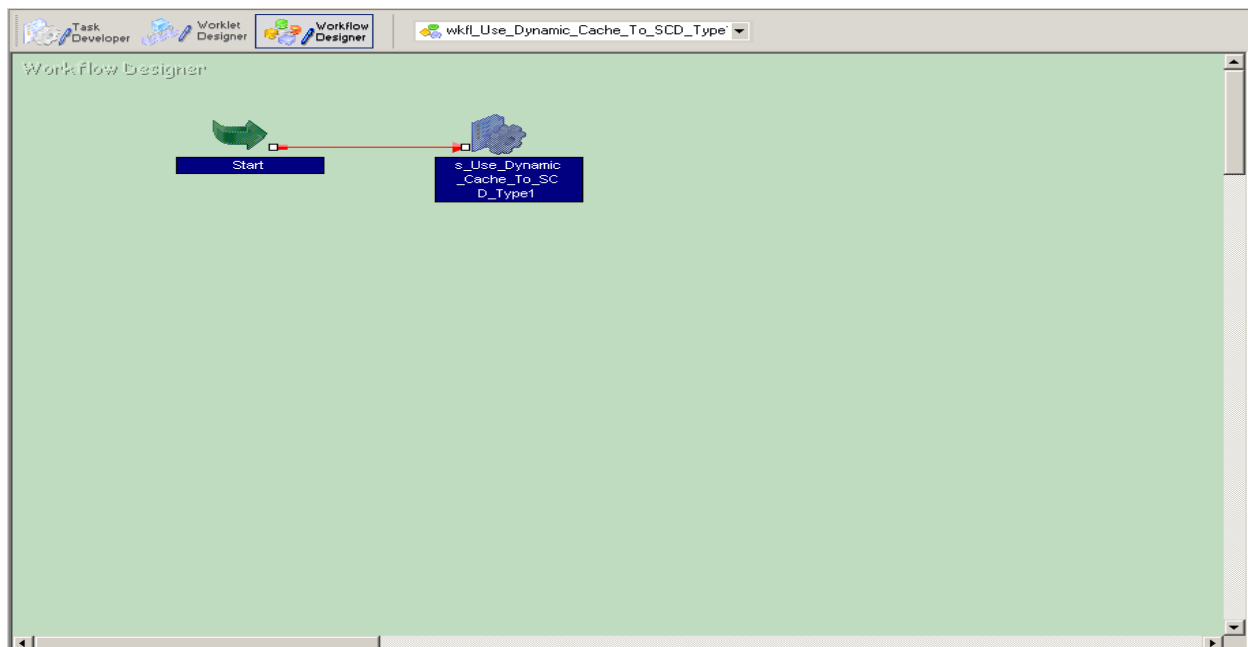 Task
Developer
Worklet
Designer
Workflow
Designer
wkfl_Use_Dynamic_Cache_To_SCD_Type
Workflow Designer
Start
s_Use_Dynamic
_Cache_To_SC
D_Type1